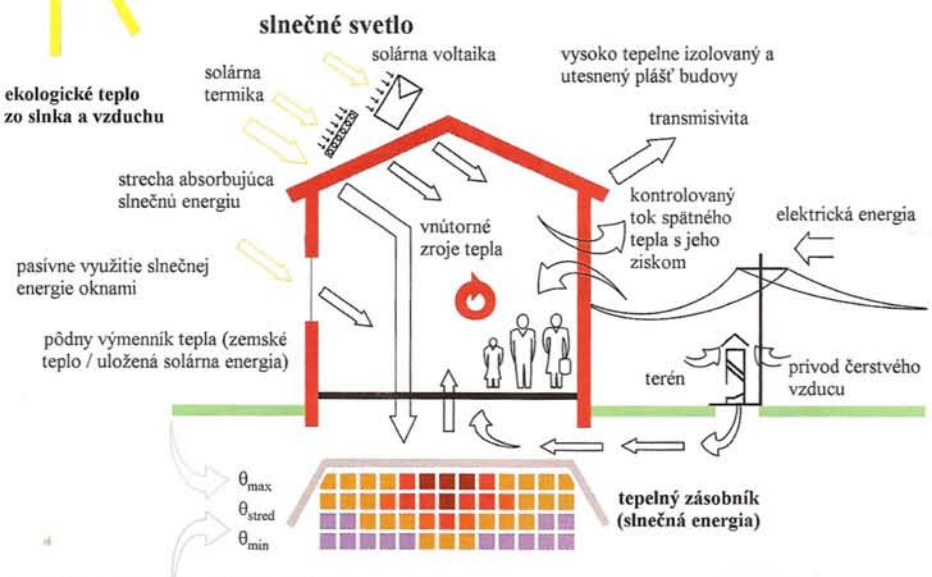 slnečné svetlo
ekologické teplo
zo slnka a vzduchu
solárna
termika
solárna voltaika
vysoko tepelne izolovaný a
utesnený plášť budovy
transmisivita
strecha absorbujúca
slnečnú energiu
vnútorné
zroje tepla
kontrolovaný
tok spätného
tepla s jeho
ziskom
elektrická energia
pasívne využitie slnečnej
energie oknami
pôdny výmenník tepla (zemské
teplo / uložená solárna energia)
terén
privod čerstvého
vzducu
θmax
θstred
θmin
tepelný zásobník
(slnečná energia)